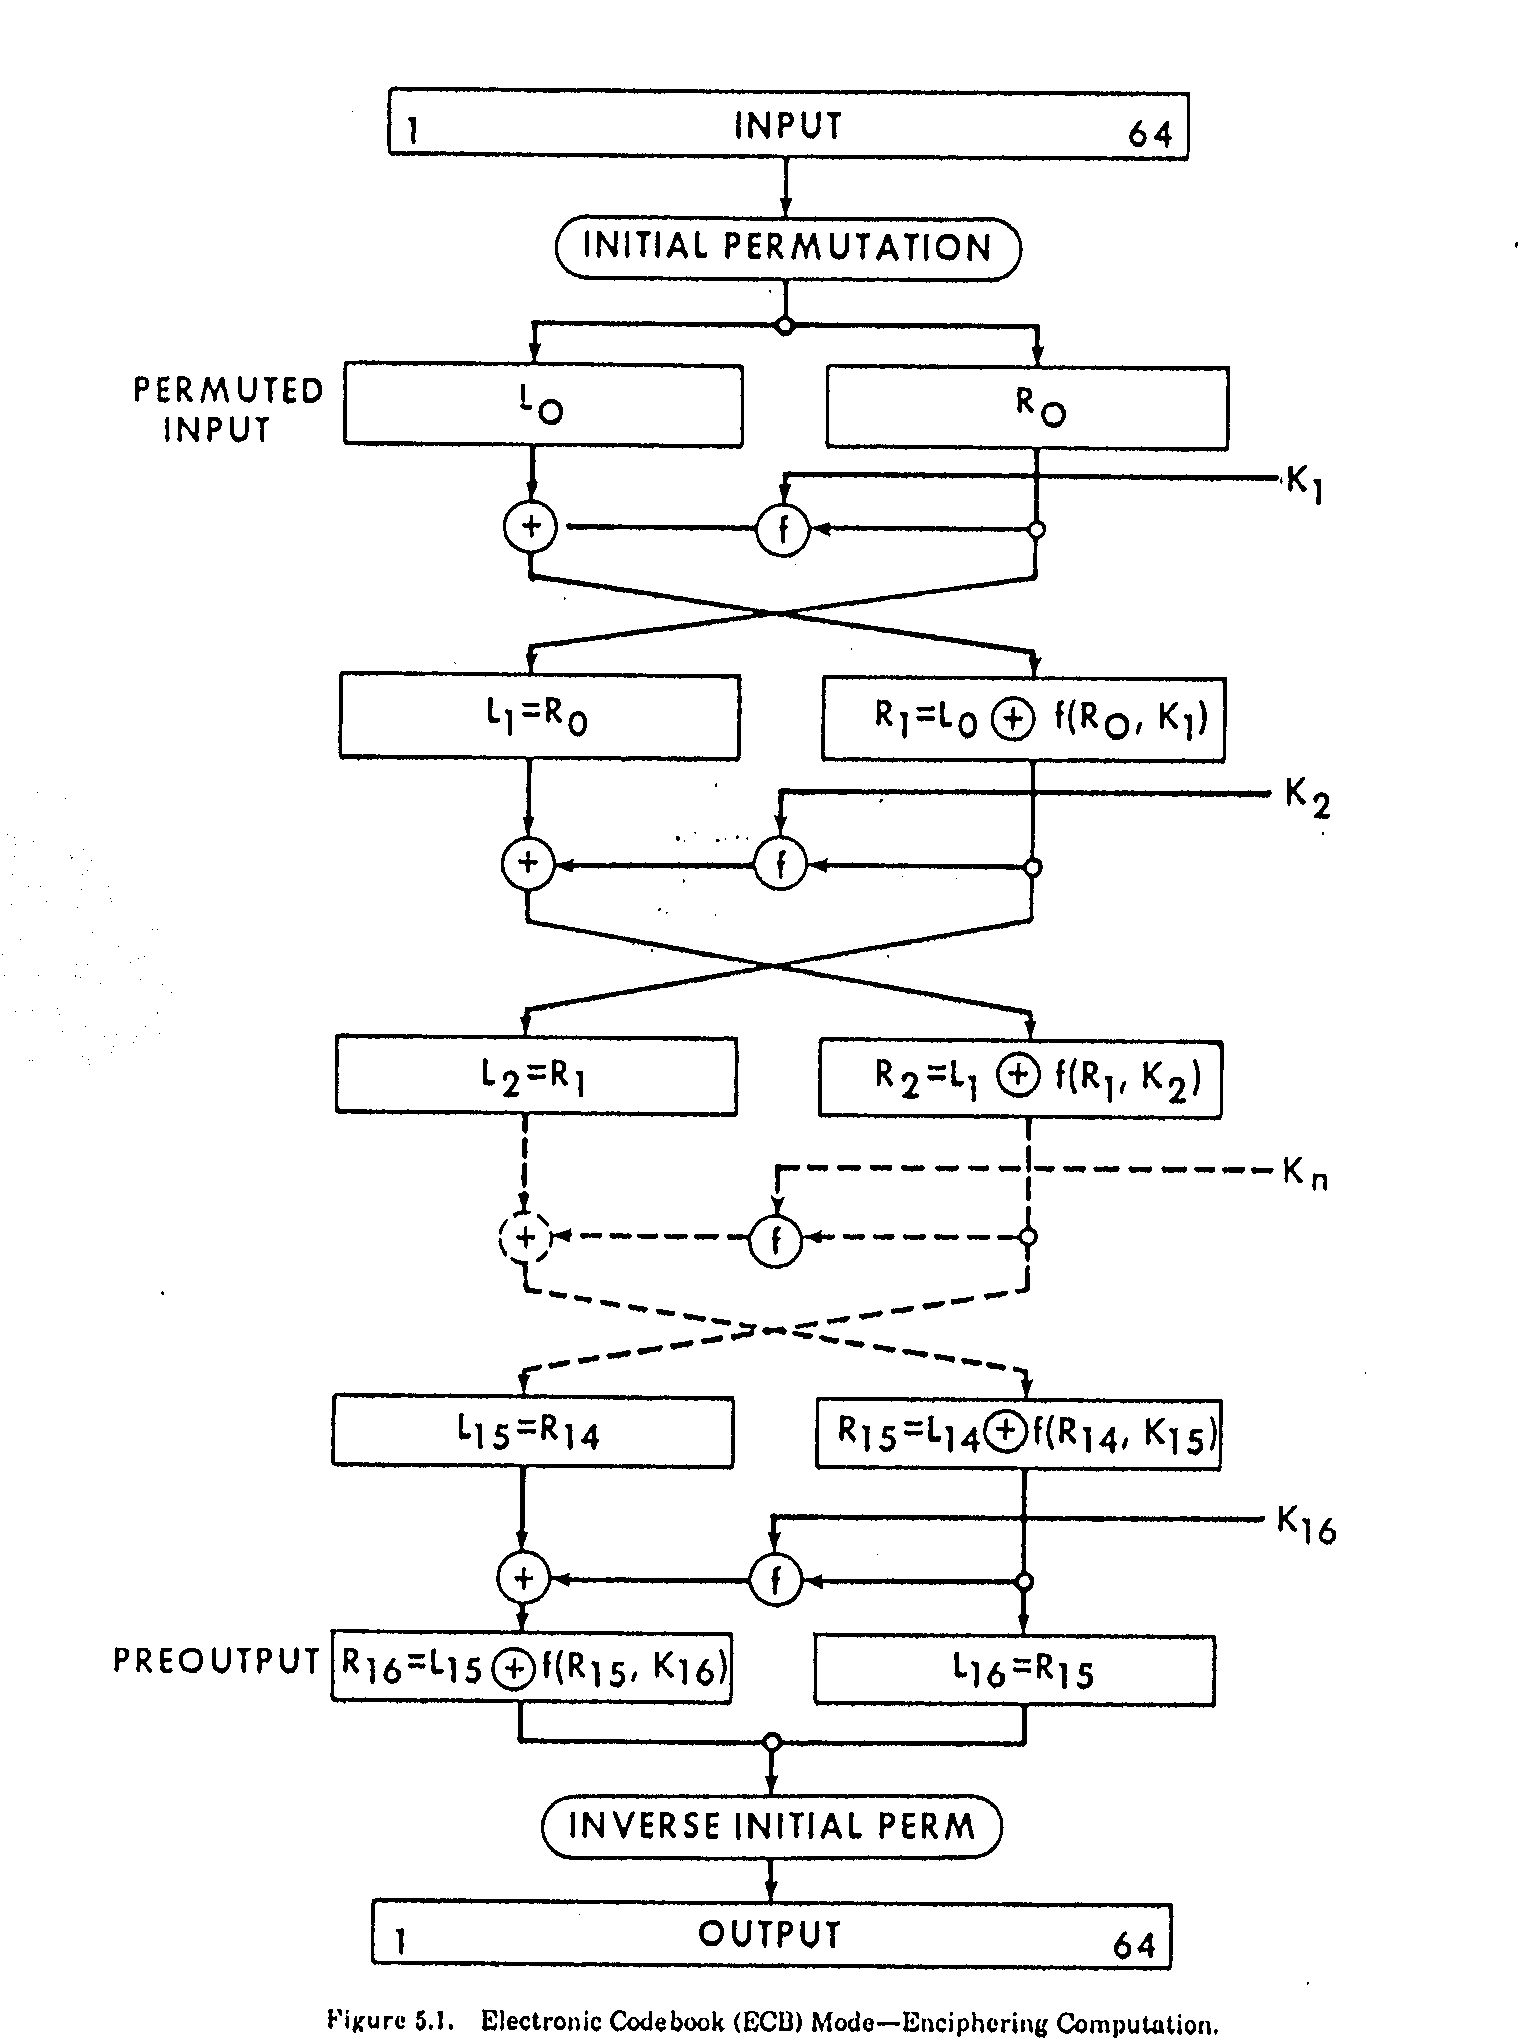 1 INPUT 64
INITIAL PERMUTATION
PERMUTED
INPUT
L0 R0
K1
+ f
L1=R0 R1=L0 ⊕ f(R0, K1)
K2
+ f
L2=R1 R2=L1 ⊕ f(R1, K2)
Kn
+ f
L15=R14 R15=L14⊕f(R14, K15)
K16
+ f
PREOUTPUT R16=L15⊕f(R15, K16) L16=R15
INVERSE INITIAL PERM
1 OUTPUT 64
Figure 5.1. Electronic Codebook (ECB) Mode—Enciphering Computation.